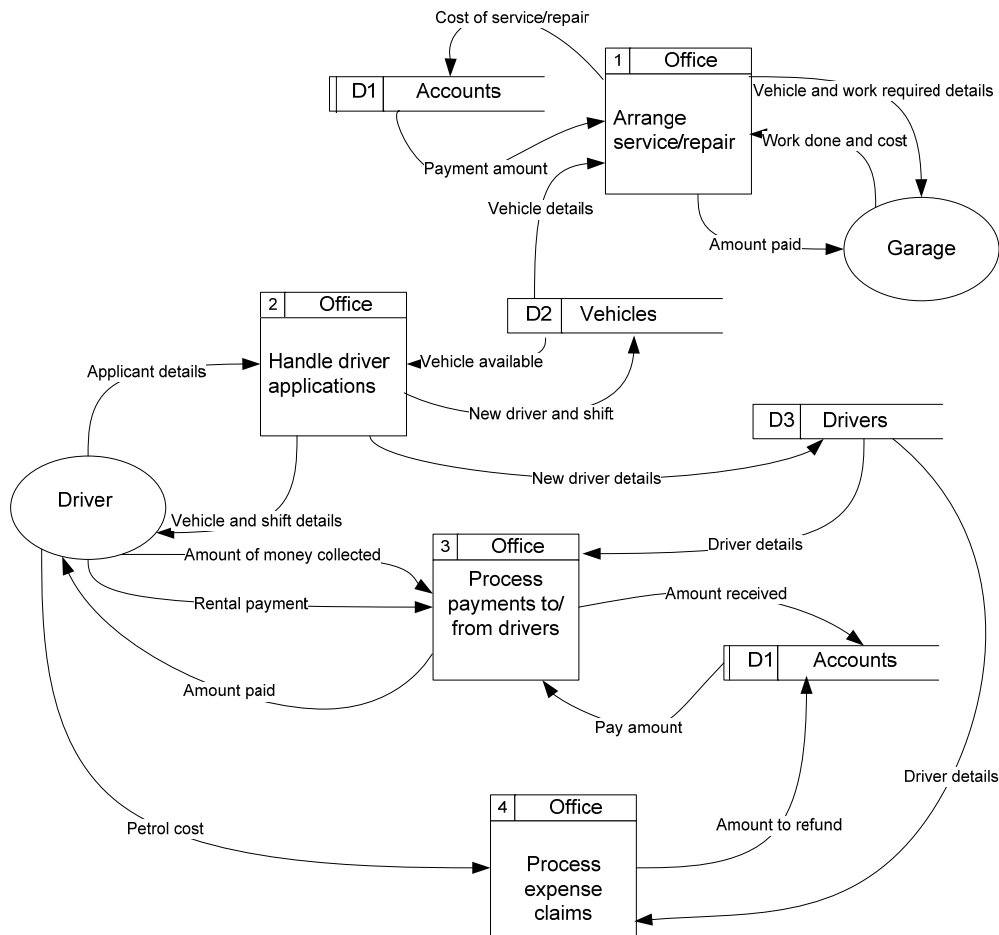 Cost of service/repair
1 Office
D1 Accounts
Vehicle and work required details
Arrange
service/repair
Work done and cost
Payment amount
Vehicle details
Amount paid
Garage
2 Office
D2 Vehicles
Handle driver
applications
Vehicle available
Applicant details
New driver and shift
D3 Drivers
New driver details
Driver
Vehicle and shift details
3 Office
Driver details
Amount of money collected
Process
payments to/
from drivers
Amount received
Rental payment
D1 Accounts
Amount paid
Pay amount
Driver details
4 Office
Petrol cost
Amount to refund
Process
expense
claims